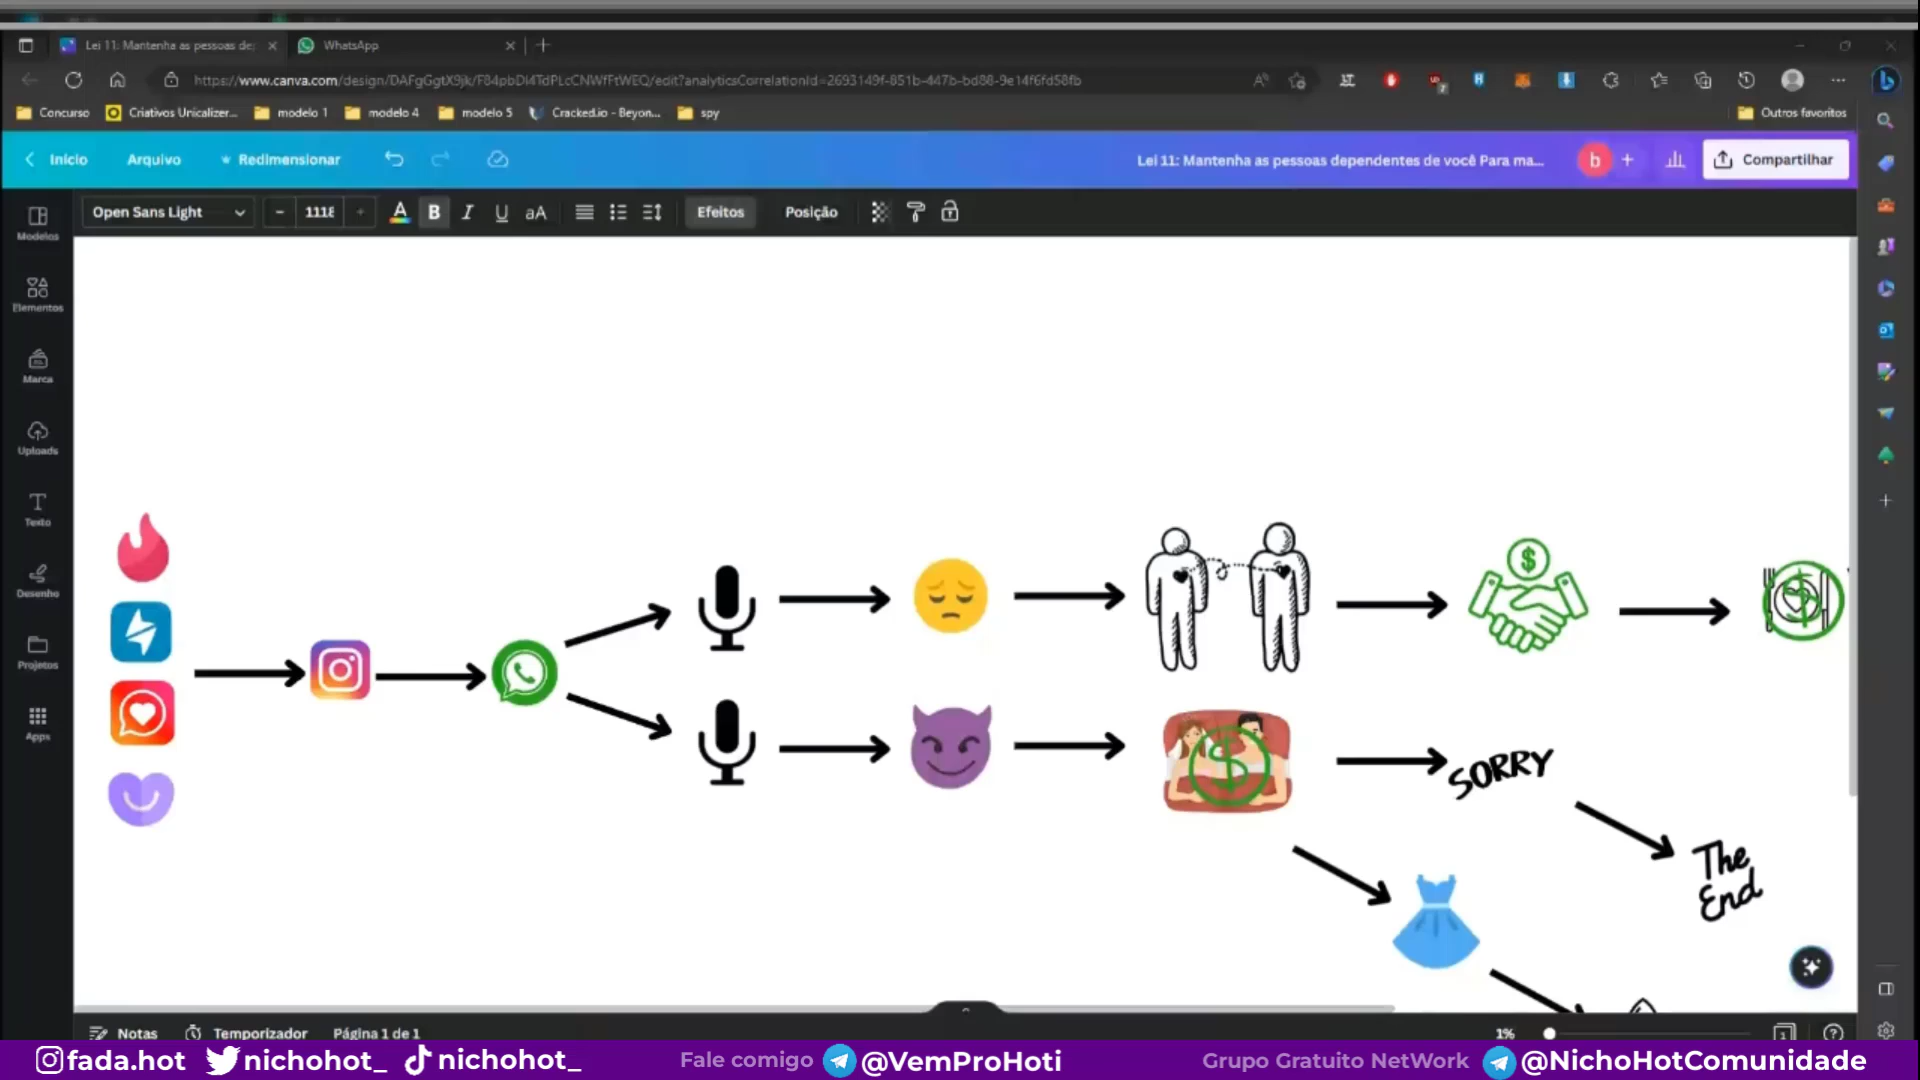 Lei 11: Mantenha as pessoas de
WhatsApp
https://www.canva.com/design/DAFgGgtX9jk/F84pbDl4TdPLcCNWfFtWEQ/edit?analyticsCorrelationId=2693149f-851b-447b-bd88-9e14f6fd58fb
Concurso
Criativos Unicalizer...
modelo 1
modelo 4
modelo 5
Cracked.io - Beyon...
spy
Outros favoritos
Início
Arquivo
Redimensionar
Lei 11: Mantenha as pessoas dependentes de você Para ma...
b
Compartilhar
Open Sans Light
1118
A B I U aA
Efeitos
Posição
Modelos
Elementos
Marca
Uploads
Texto
Desenho
Projetos
Apps
SORRY
The
End
Notas
Temporizador
Página 1 de 1
1%
fada.hot
nichohot_
nichohot_
Fale comigo
@VemProHoti
Grupo Gratuito NetWork
@NichoHotComunidade